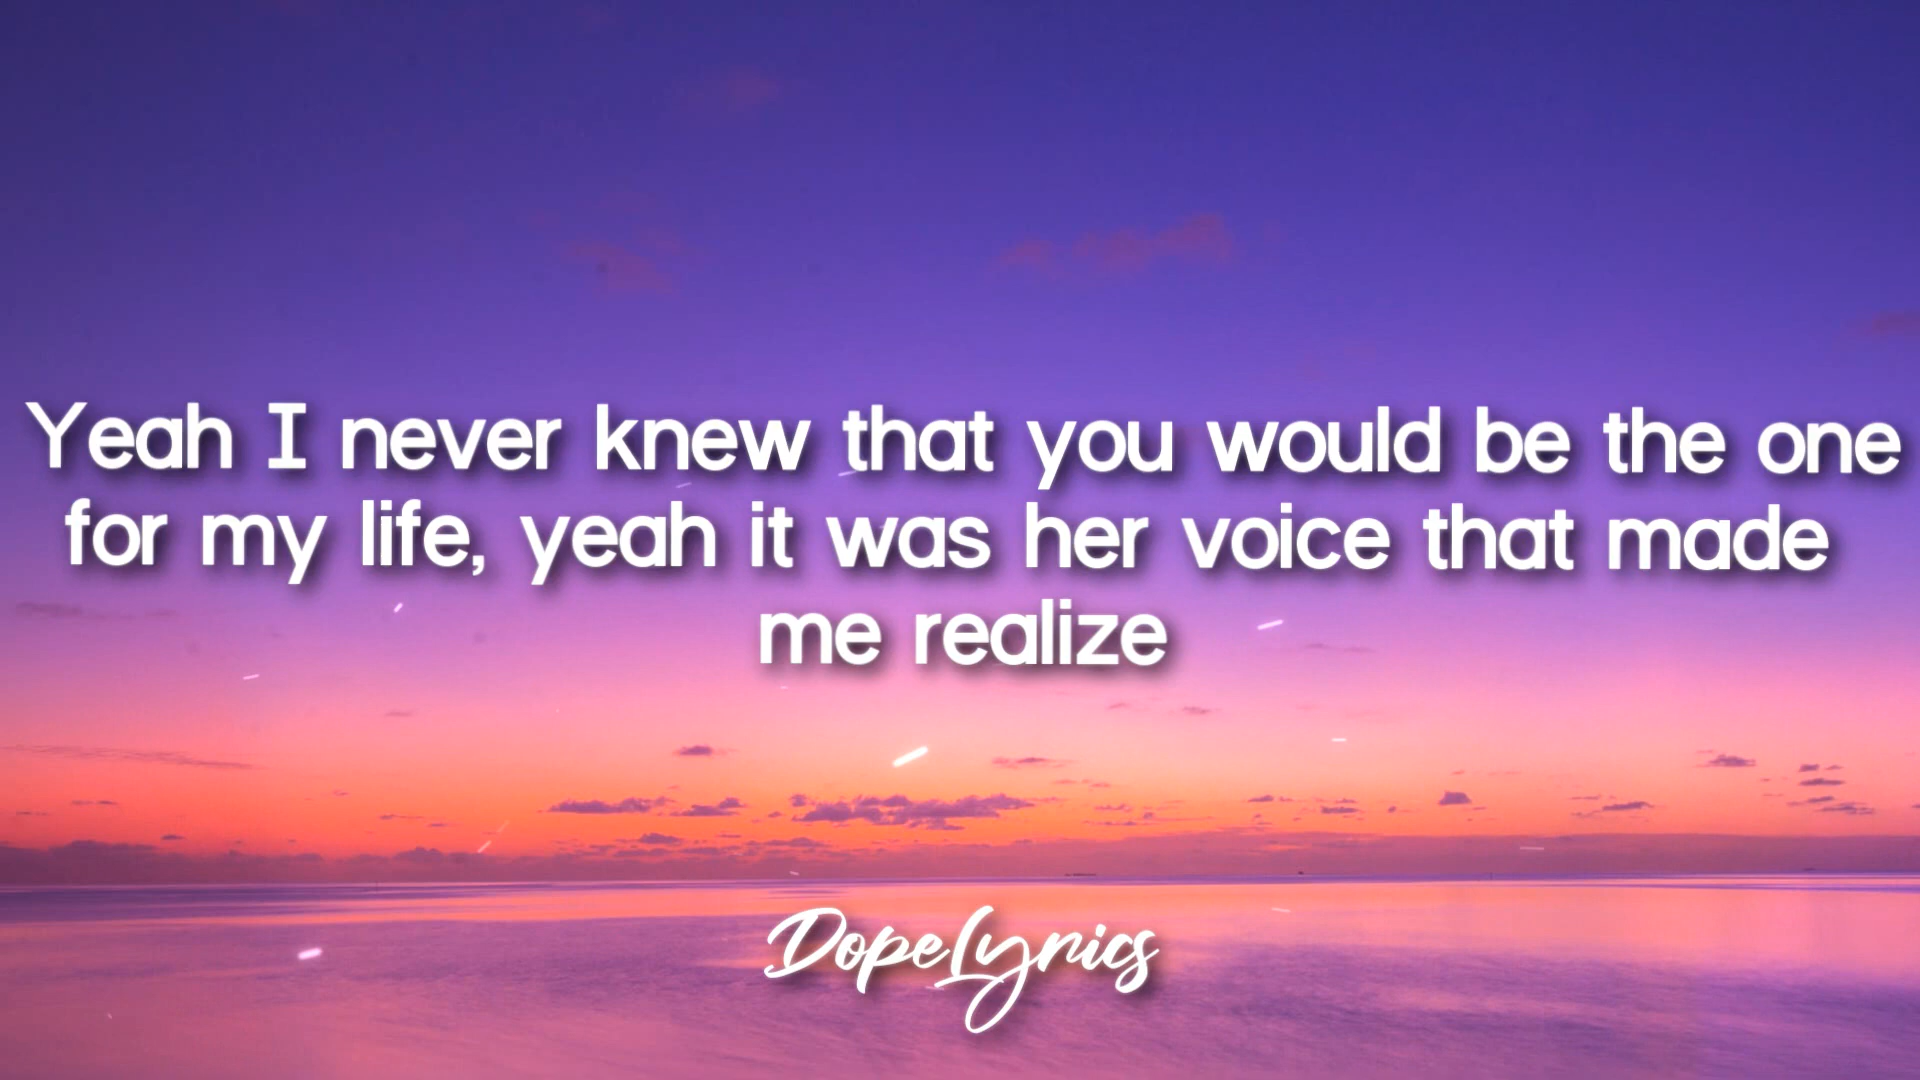 Yeah I never knew that you would be the one
for my life, yeah it was her voice that made
me realize
DopeLyrics